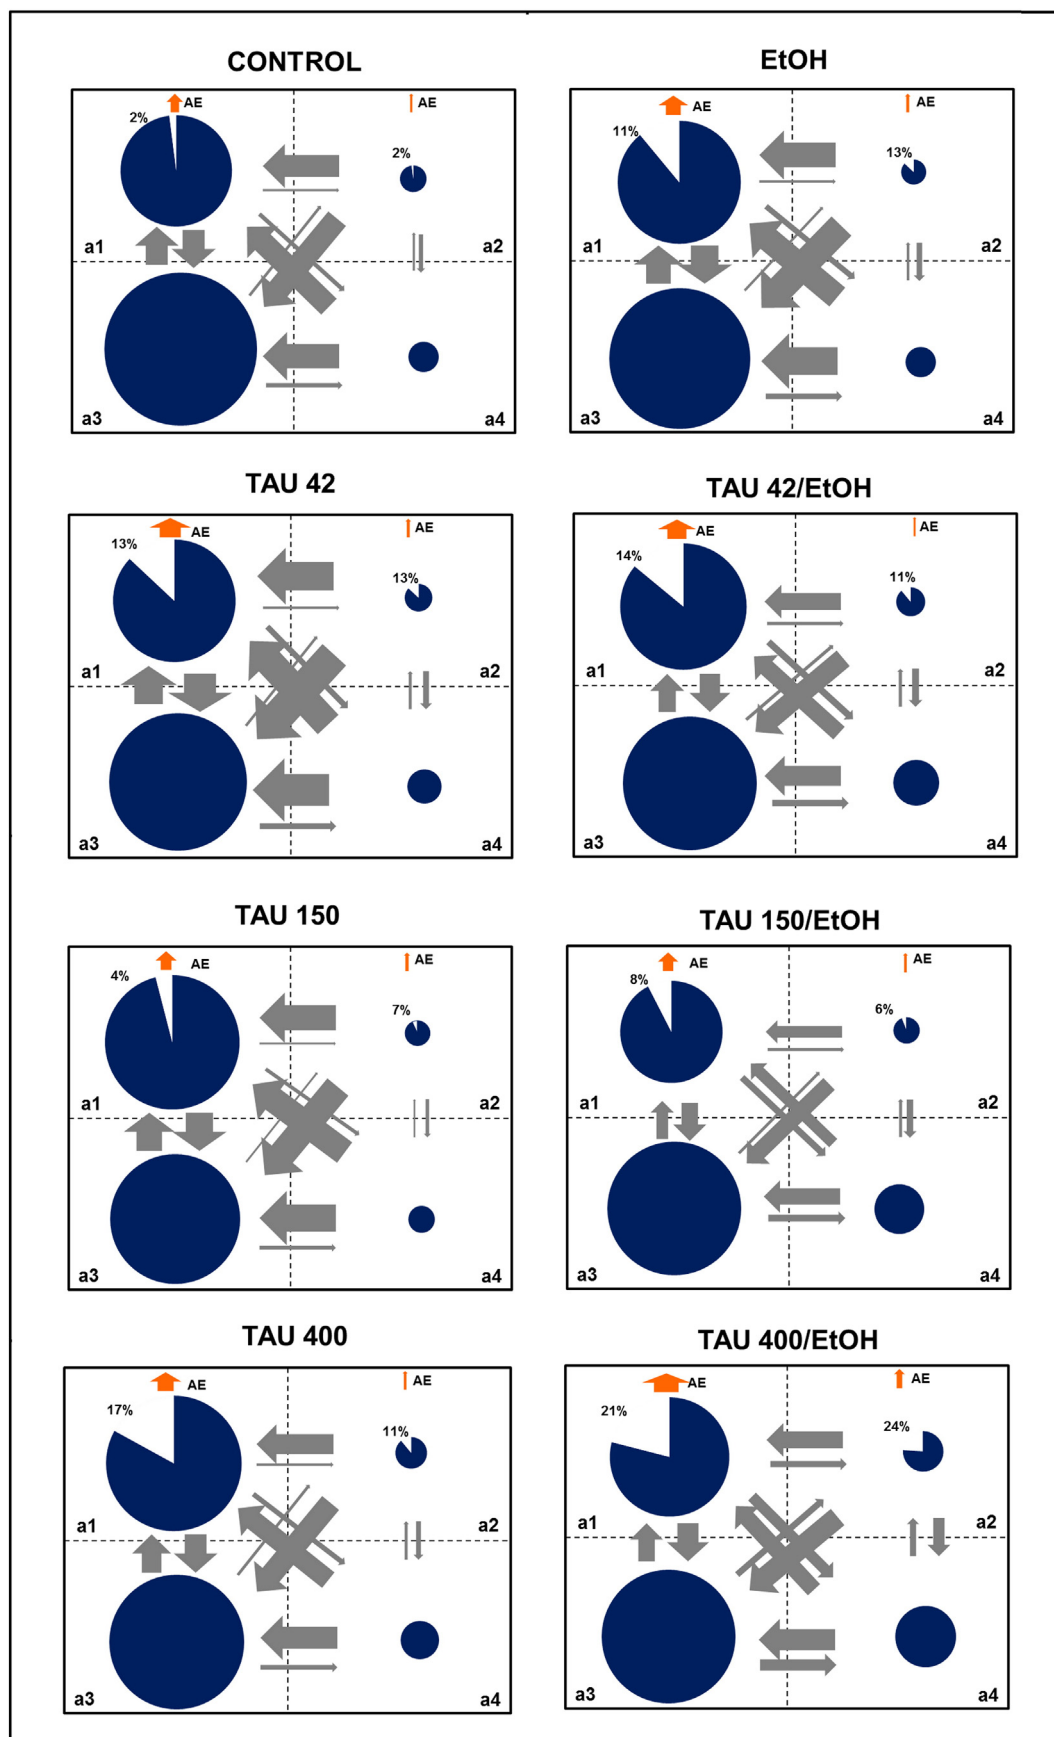 CONTROL
EtOH
AE
AE
2%
2%
a1
a2
a3
a4
AE
AE
11%
13%
a1
a2
a3
a4
TAU 42
TAU 42/EtOH
AE
AE
13%
13%
a1
a2
a3
a4
AE
AE
14%
11%
a1
a2
a3
a4
TAU 150
TAU 150/EtOH
AE
AE
4%
7%
a1
a2
a3
a4
AE
AE
8%
6%
a1
a2
a3
a4
TAU 400
TAU 400/EtOH
AE
AE
17%
11%
a1
a2
a3
a4
AE
AE
21%
24%
a1
a2
a3
a4